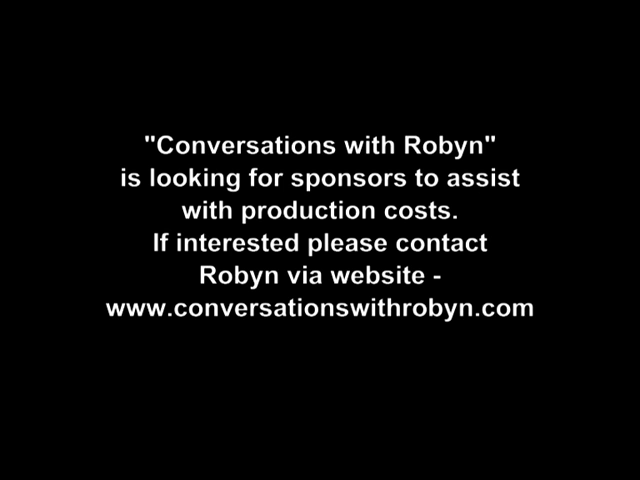 "Conversations with Robyn"
is looking for sponsors to assist
with production costs.
If interested please contact
Robyn via website -
www.conversationswithrobyn.com